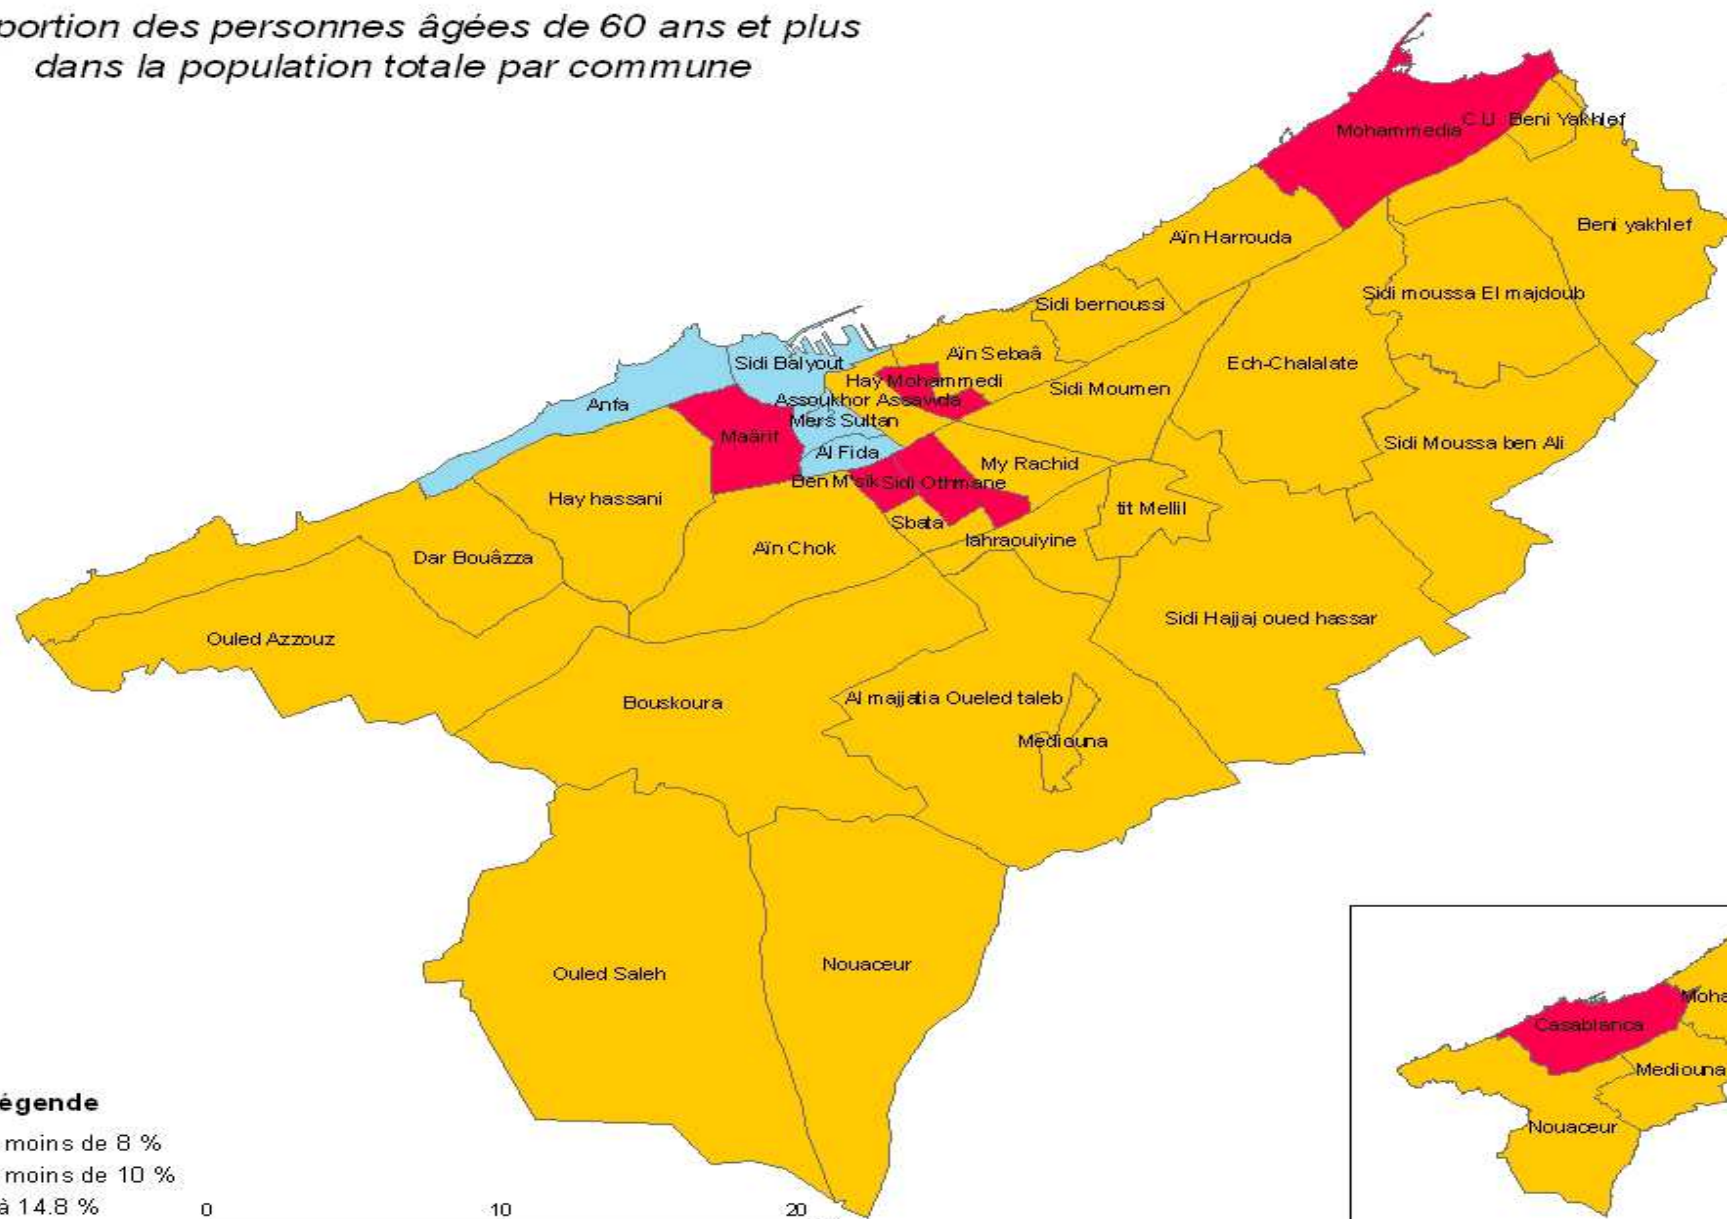 portion des personnes âgées de 60 ans et plus
dans la population totale par commune
Mohammedia
C.U. Beni Yakhlef
Beni yakhlef
Aïn Harrouda
Sidi moussa El majdoub
Sidi bernoussi
Aïn Sebaâ
Ech-Chalalate
Sidi Balyout
Hay Mohammedi
Sidi Moumen
Anfa
Assoukhor Assawda
Mers Sultan
Maârif
Al Fida
Sidi Moussa ben Ali
My Rachid
Ben M'sik
Sidi Othmane
Hay hassani
tit Mellil
Sbata
lahraouiyine
Aïn Chok
Dar Bouâzza
Sidi Hajjaj oued hassar
Ouled Azzouz
Bouskoura
Al majjatia Oueled taleb
Mediouna
Ouled Saleh
Nouaceur
Moha
Casablanca
Mediouna
Nouaceur
égende
moins de 8 %
moins de 10 %
à 14.8 %
0 10 20